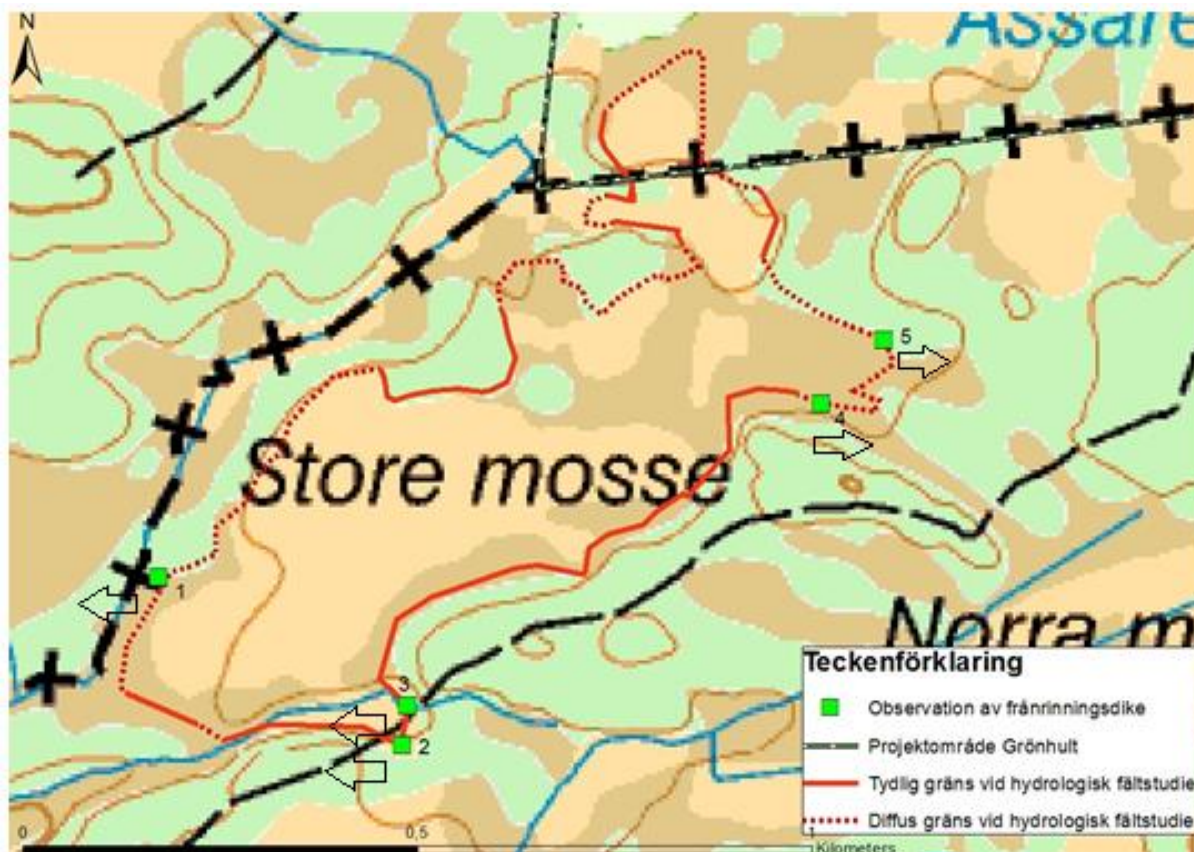 N
Assare
5
4
Store mosse
1
3
2
Norra m
Teckenförklaring
Observation av frånrinningsdike
Projektområde Grönhult
Tydlig gräns vid hydrologisk fältstudie
Diffus gräns vid hydrologisk fältstudie
0 0,5 1
Kilometers